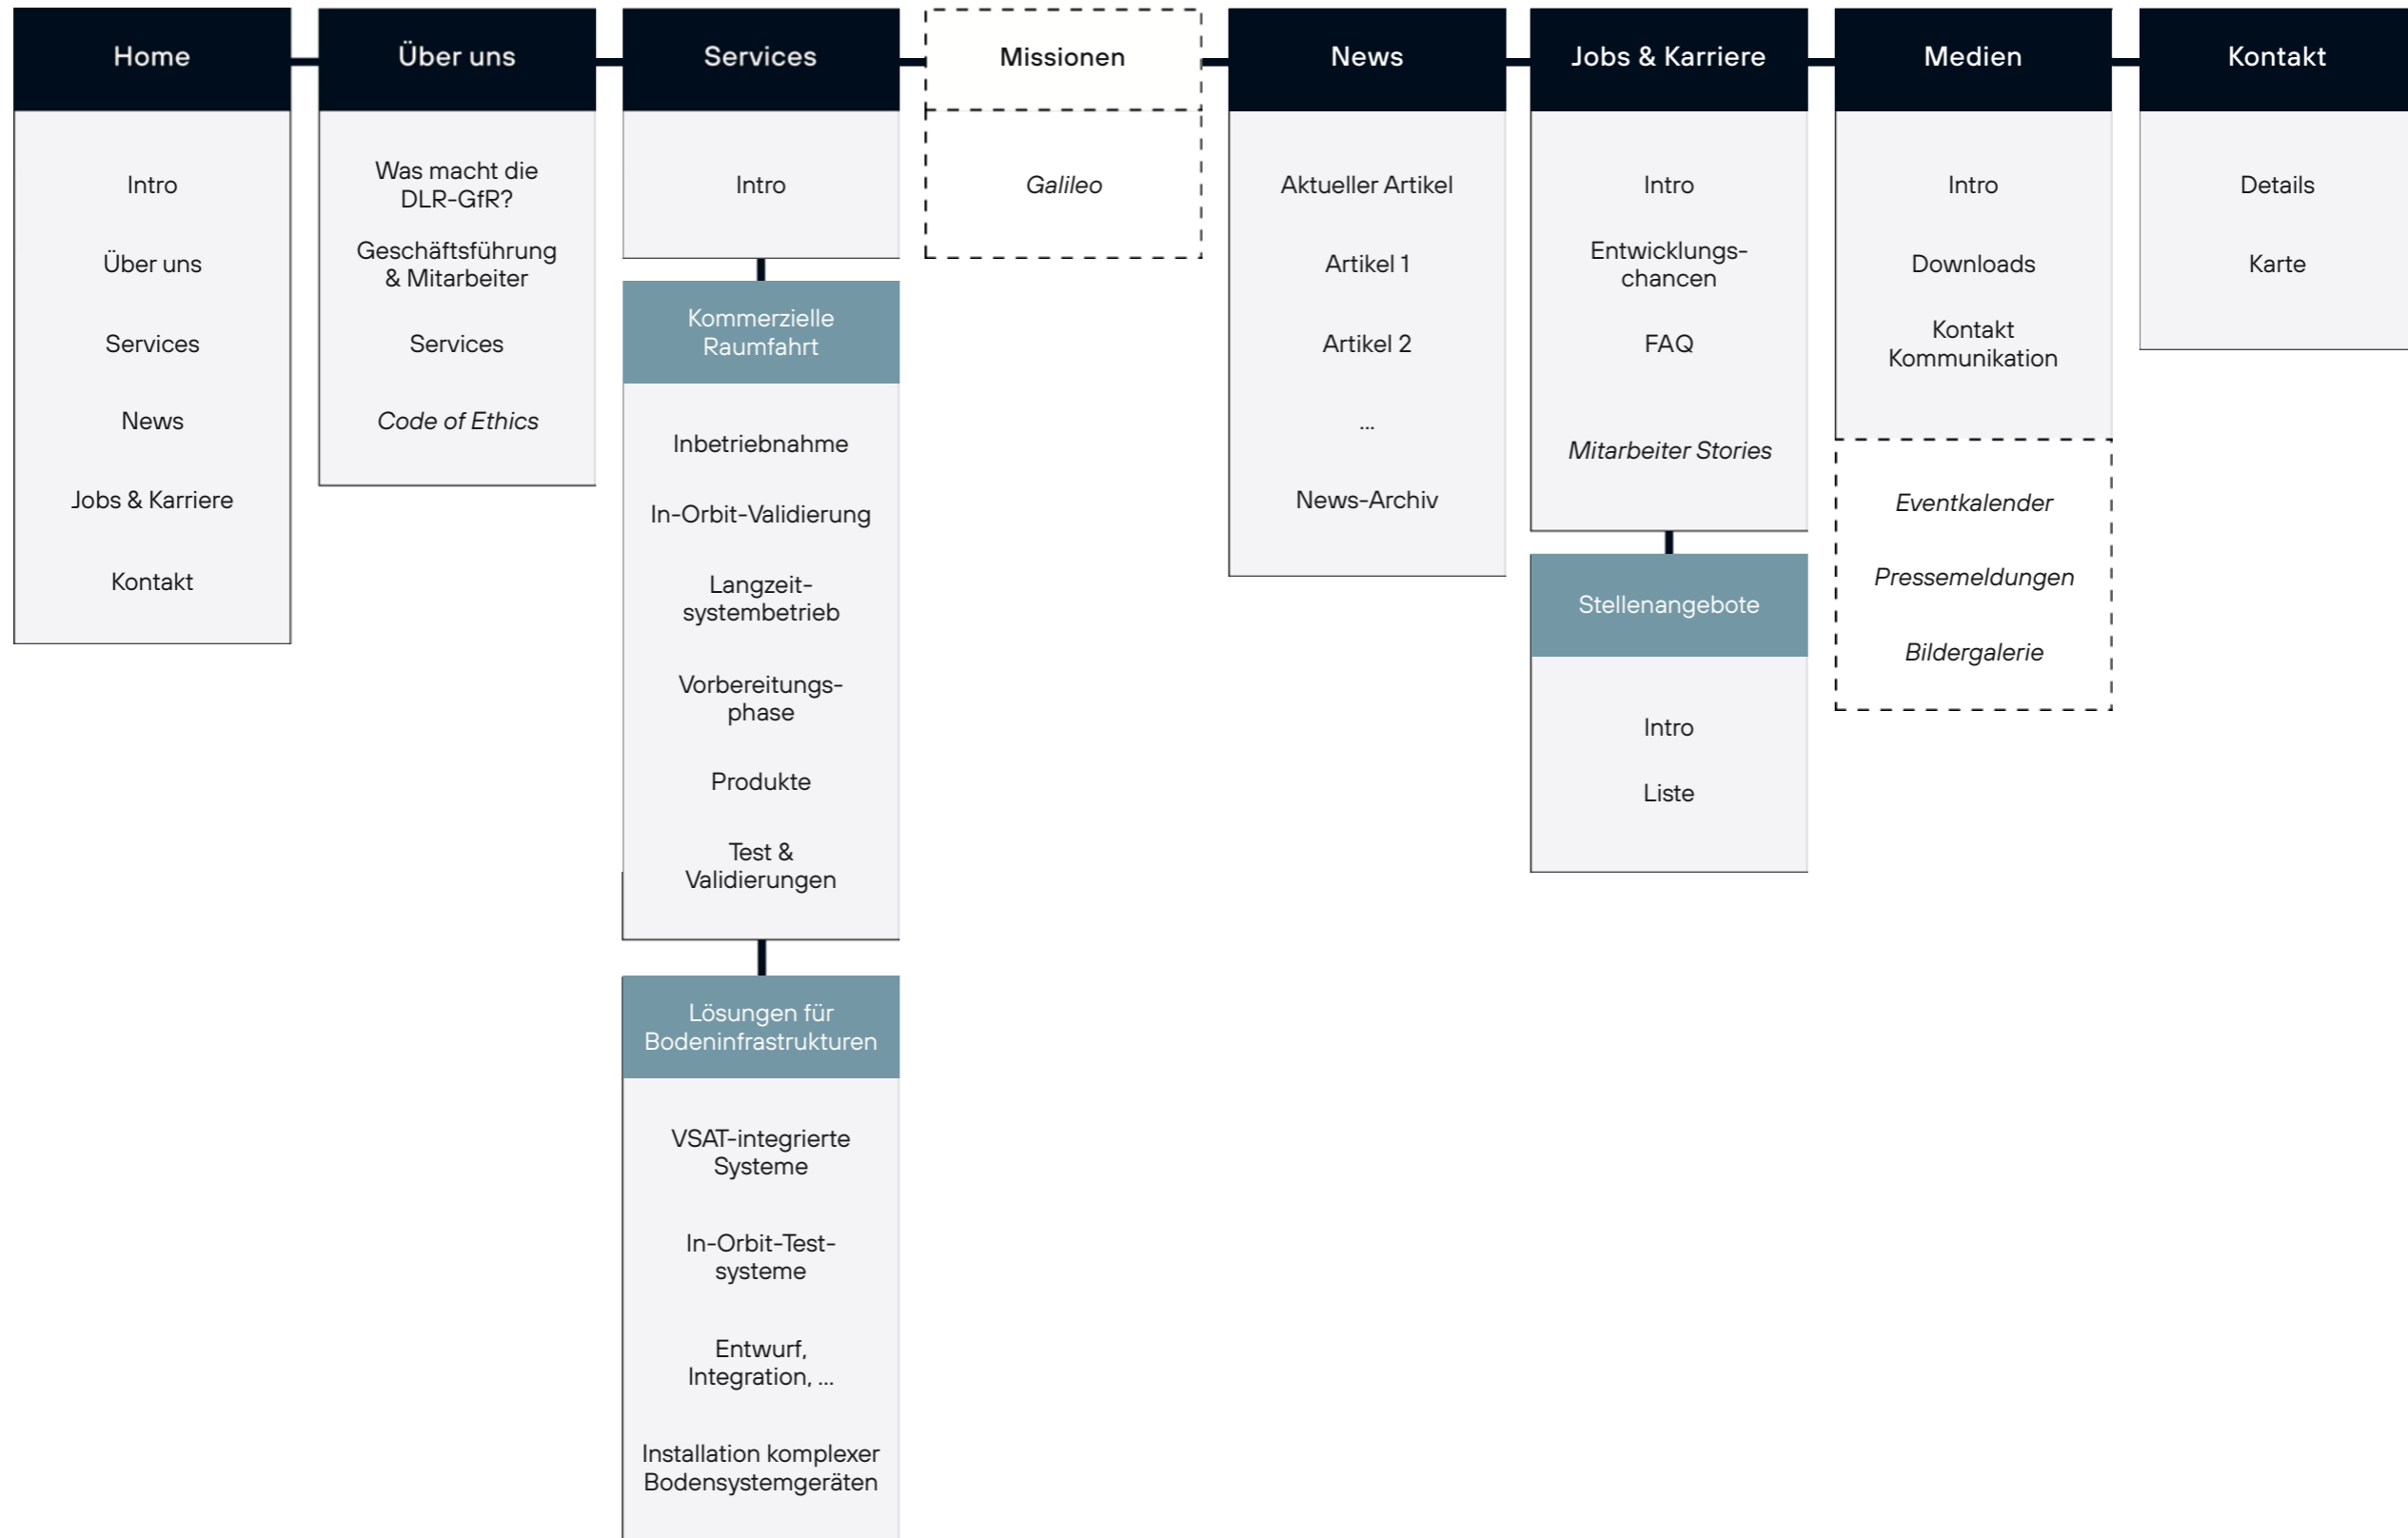 Home
Über uns
Services
Missionen
News
Jobs & Karriere
Medien
Kontakt
Intro
Über uns
Services
News
Jobs & Karriere
Kontakt
Was macht die
DLR-GfR?
Geschäftsführung
& Mitarbeiter
Services
Code of Ethics
Intro
Kommerzielle
Raumfahrt
Inbetriebnahme
In-Orbit-Validierung
Langzeit-
systembetrieb
Vorbereitungs-
phase
Produkte
Test &
Validierungen
Lösungen für
Bodeninfrastrukturen
VSAT-integrierte
Systeme
In-Orbit-Test-
systeme
Entwurf,
Integration, ...
Installation komplexer
Bodensystemgeräten
Galileo
Aktueller Artikel
Artikel 1
Artikel 2
...
News-Archiv
Intro
Entwicklungs-
chancen
FAQ
Mitarbeiter Stories
Stellenangebote
Intro
Liste
Intro
Downloads
Kontakt
Kommunikation
Eventkalender
Pressemeldungen
Bildergalerie
Details
Karte